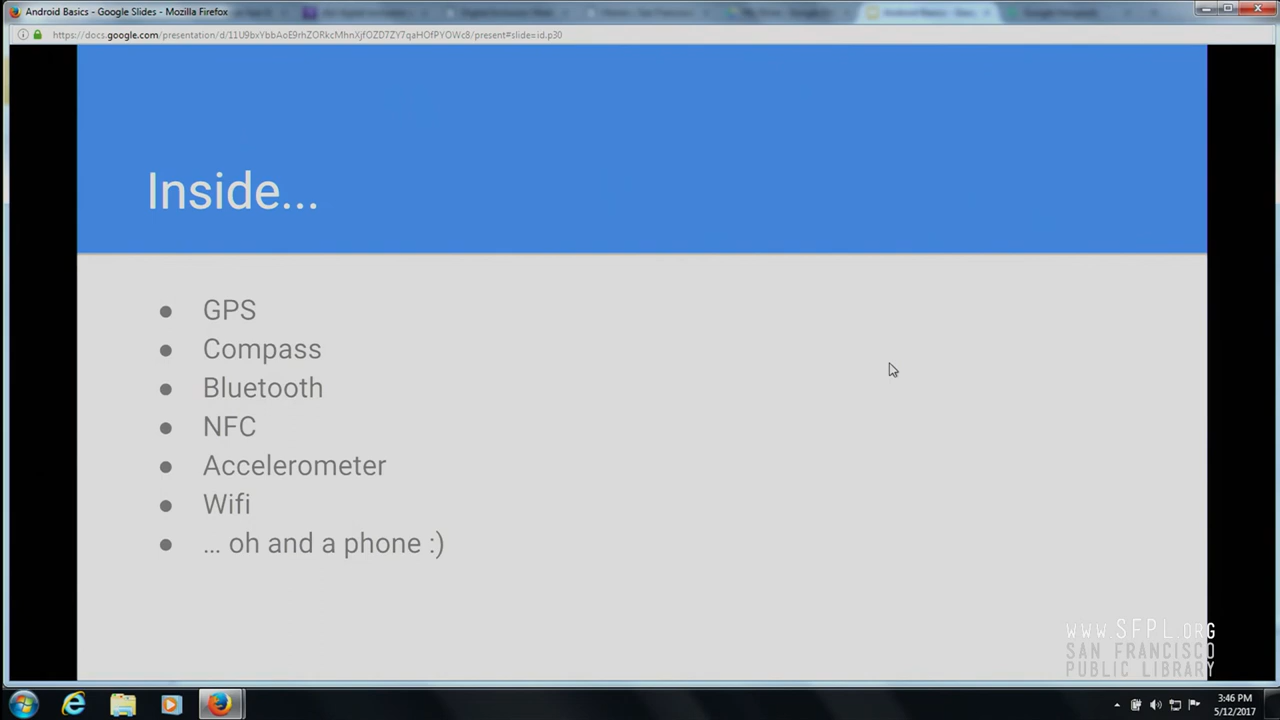 Android Basics - Google Slides - Mozilla Firefox
https://docs.google.com/presentation/d/11U9bxYbbAoE9rhZORkcMhnXjfOZD7ZY7qaHOfPYOWc8/present#slide=id.p30
Inside...
● GPS
● Compass
● Bluetooth
● NFC
● Accelerometer
● Wifi
● ... oh and a phone :)
www.SFPL.ORG
SAN FRANCISCO
PUBLIC LIBRARY
3:46 PM
5/12/2017